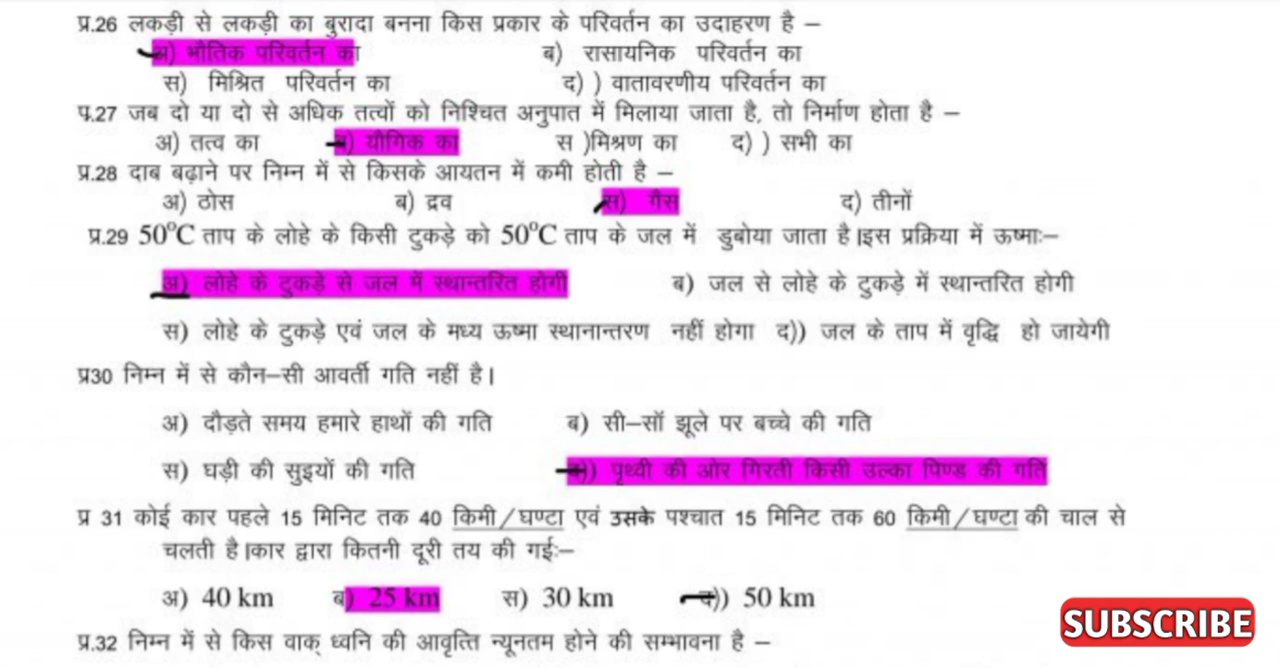 प्र.26 लकड़ी से लकड़ी का बुरादा बनना किस प्रकार के परिवर्तन का उदाहरण है –
अ) भौतिक परिवर्तन का ब) रासायनिक परिवर्तन का
स) मिश्रित परिवर्तन का द) ) वातावरणीय परिवर्तन का
प्र.27 जब दो या दो से अधिक तत्वों को निश्चित अनुपात में मिलाया जाता है, तो निर्माण होता है –
अ) तत्व का ब) यौगिक का स )मिश्रण का द) ) सभी का
प्र.28 दाब बढ़ाने पर निम्न में से किसके आयतन में कमी होती है –
अ) ठोस ब) द्रव स) गैस द) तीनों
प्र.29 50⁰C ताप के लोहे के किसी टुकड़े को 50⁰C ताप के जल में डुबोया जाता है।इस प्रक्रिया में ऊष्माः–
अ) लोहे के टुकड़े से जल में स्थान्तरित होगी ब) जल से लोहे के टुकड़े में स्थान्तरित होगी
स) लोहे के टुकड़े एवं जल के मध्य ऊष्मा स्थानान्तरण नहीं होगा द)) जल के ताप में वृद्धि हो जायेगी
प्र30 निम्न में से कौन–सी आवर्ती गति नहीं है।
अ) दौड़ते समय हमारे हाथों की गति ब) सी–सॉ झूले पर बच्चे की गति
स) घड़ी की सुइयों की गति द)) पृथ्वी की ओर गिरती किसी उल्का पिण्ड की गति
प्र 31 कोई कार पहले 15 मिनिट तक 40 किमी/घण्टा एवं उसके पश्चात 15 मिनिट तक 60 किमी/घण्टा की चाल से
चलती है।कार द्वारा कितनी दूरी तय की गईः–
अ) 40 km ब) 25 km स) 30 km द)) 50 km
प्र.32 निम्न में से किस वाक् ध्वनि की आवृत्ति न्यूनतम होने की सम्भावना है –
SUBSCRIBE